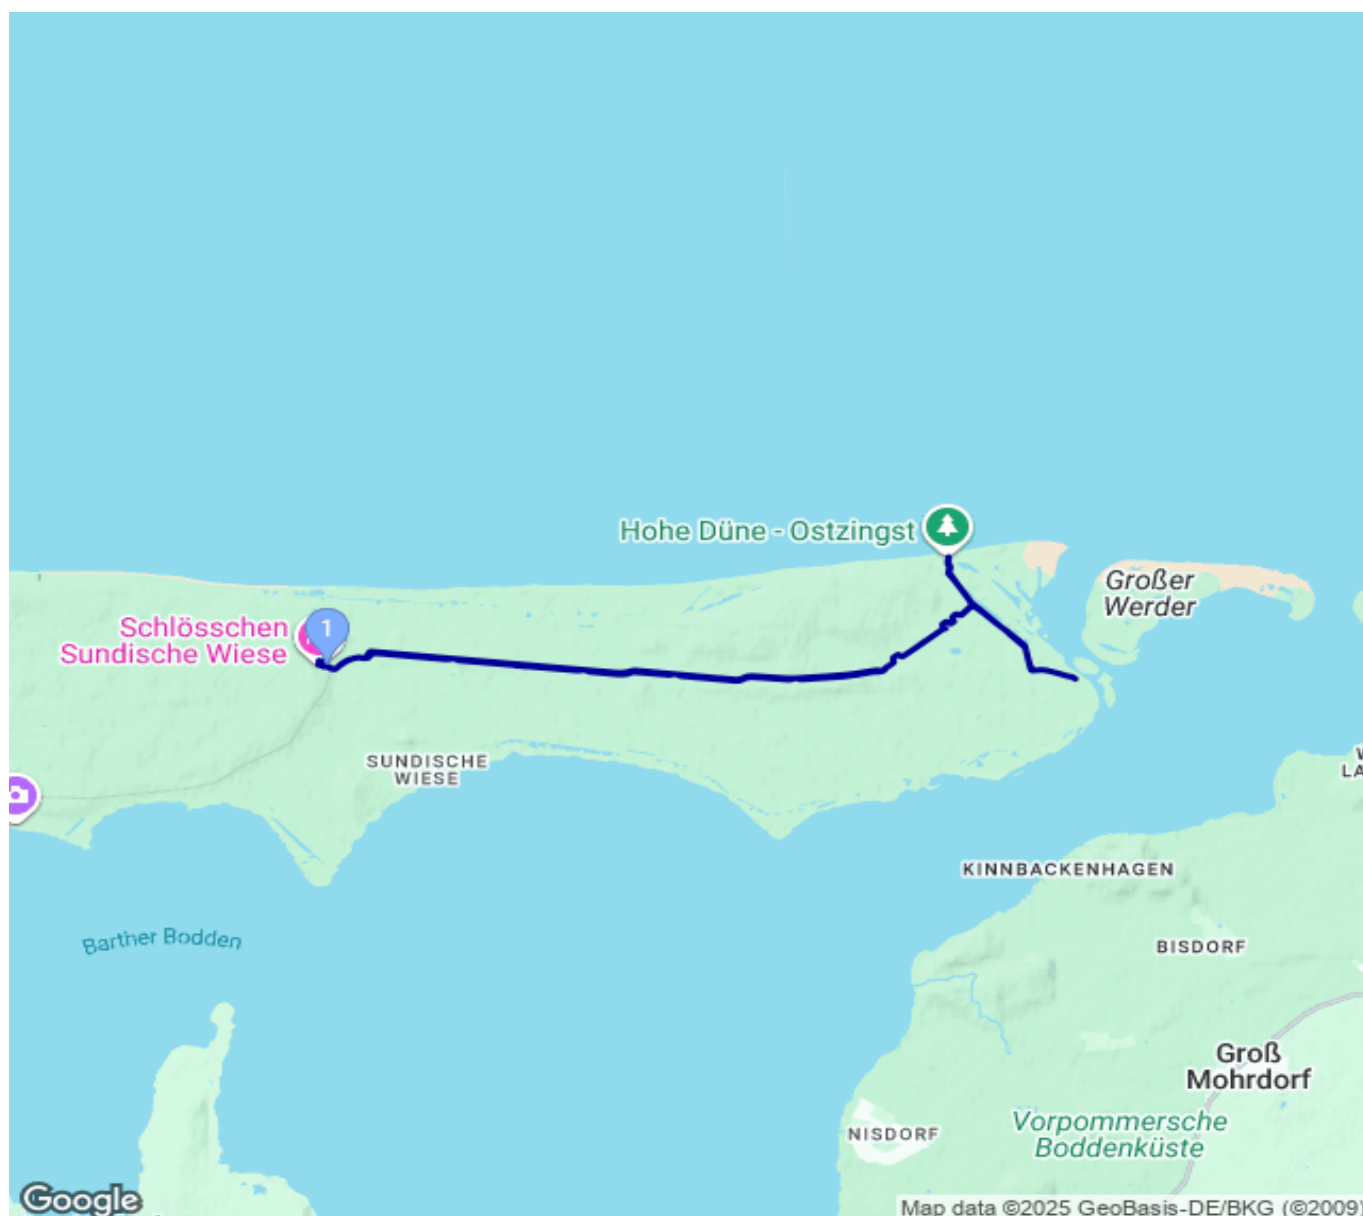 Hohe Düne - Ostzingst
Großer
Werder
Schlösschen
Sundische Wiese
1
SUNDISCHE
WIESE
KINNBACKENHAGEN
Barther Bodden
BISDORF
Groß
Mohrdorf
Vorpommersche
Boddenküste
NISDORF
Google
Map data ©2025 GeoBasis-DE/BKG (©2009)